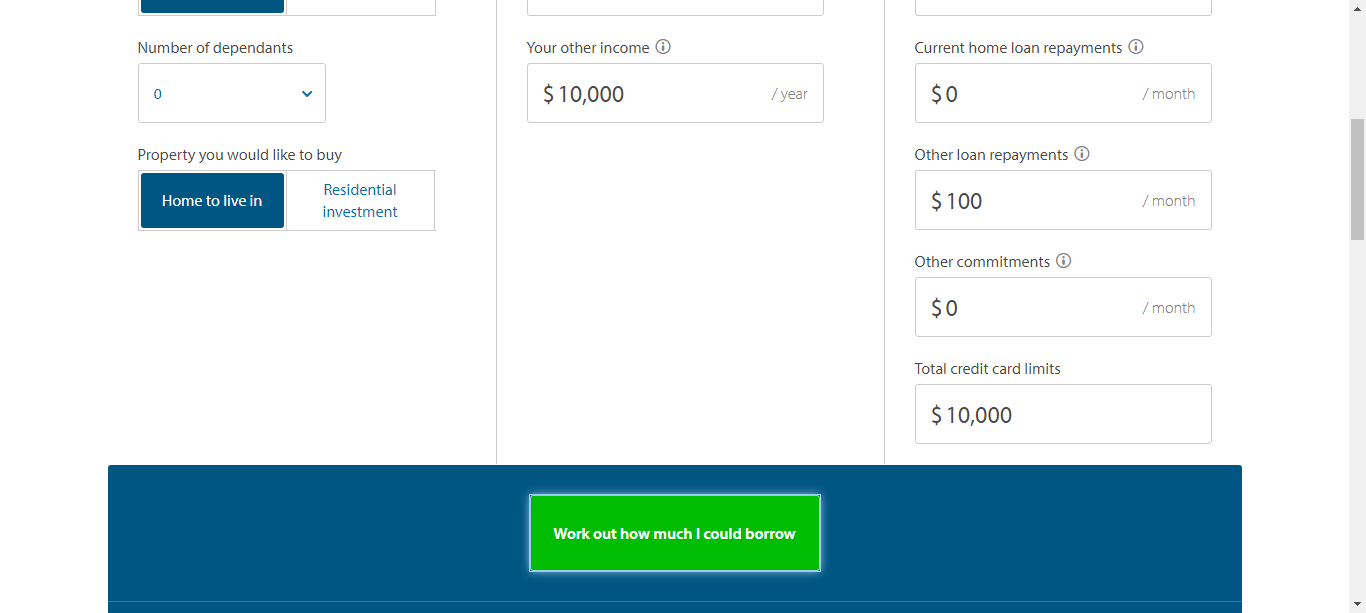 Number of dependants
0
Property you would like to buy
Home to live in
Residential
investment
Your other income
$ 10,000 / year
Current home loan repayments
$ 0 / month
Other loan repayments
$ 100 / month
Other commitments
$ 0 / month
Total credit card limits
$ 10,000
Work out how much I could borrow